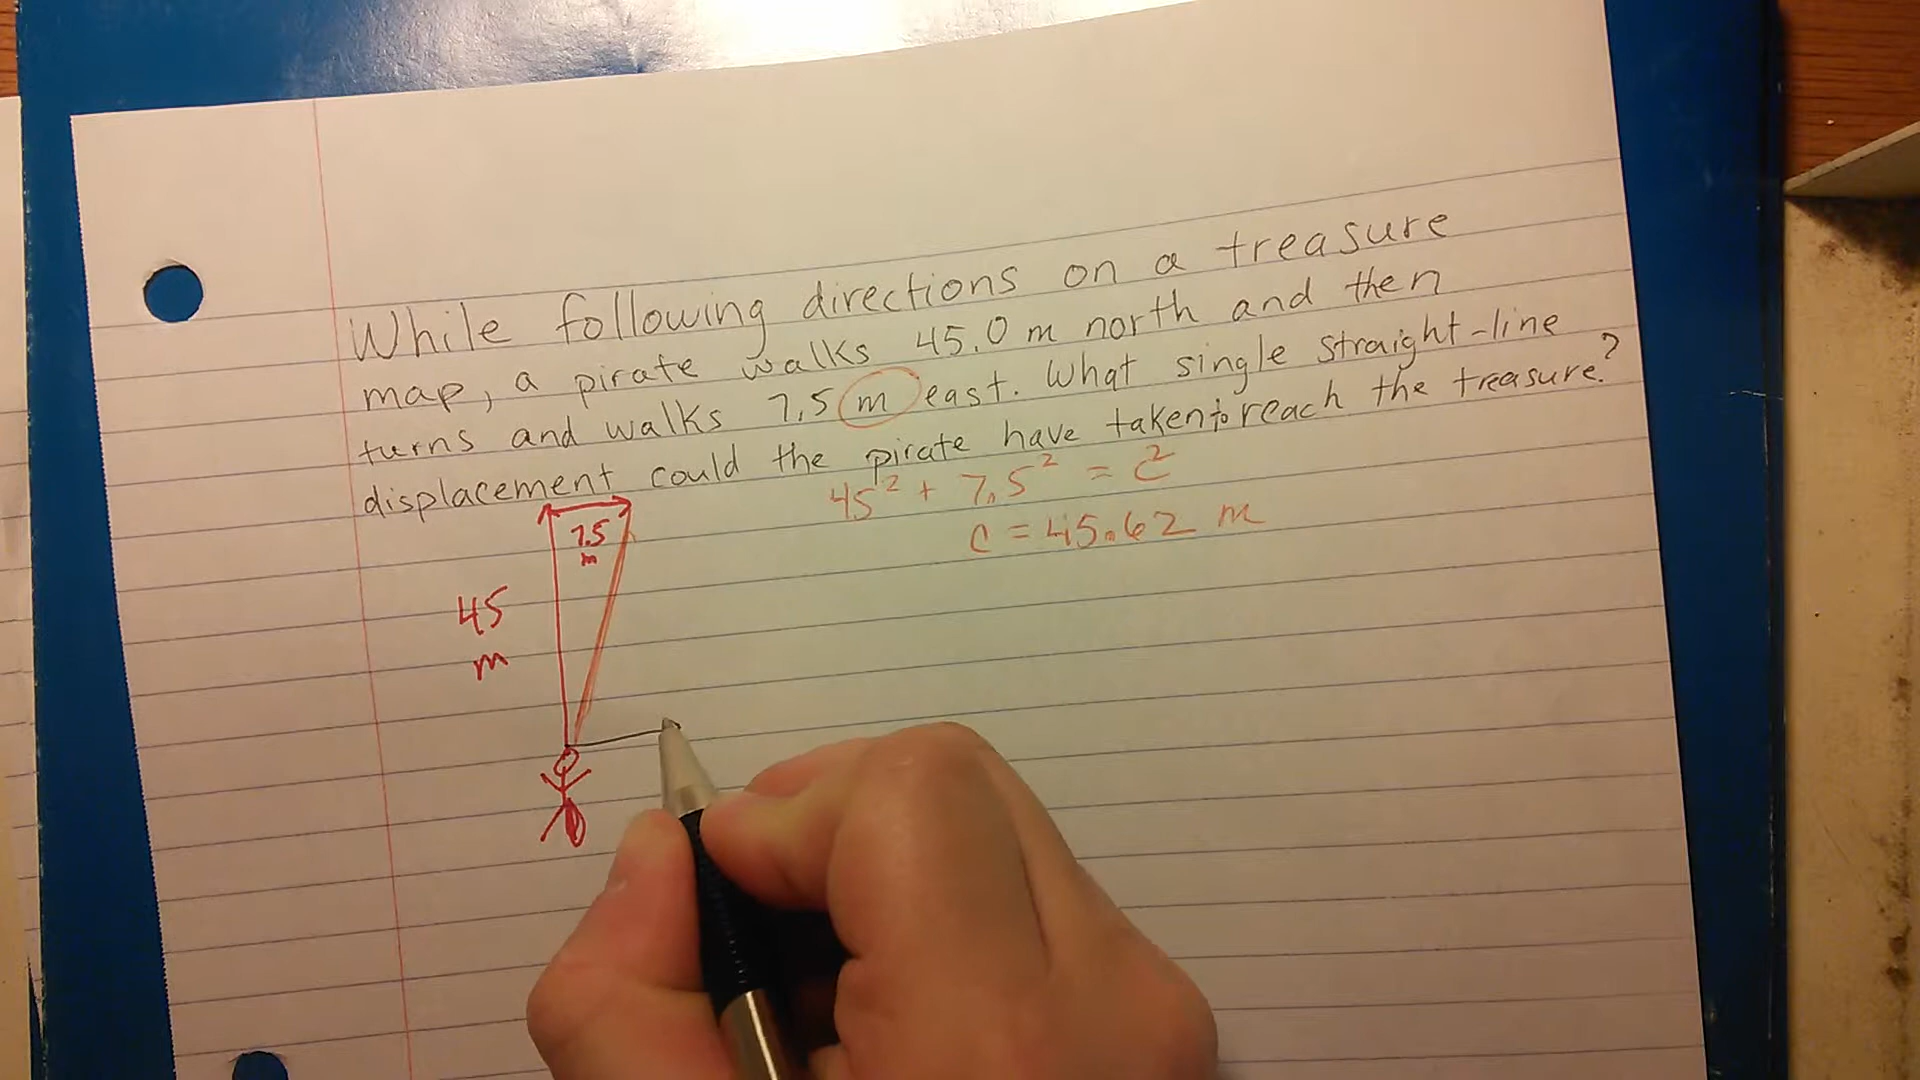 While following directions on a treasure
map, a pirate walks 45.0 m north and then
turns and walks 7.5 m east. What single straight-line
displacement could the pirate have taken to reach the treasure?
45² + 7.5² = c²
c = 45.62 m
7.5
m
45
m